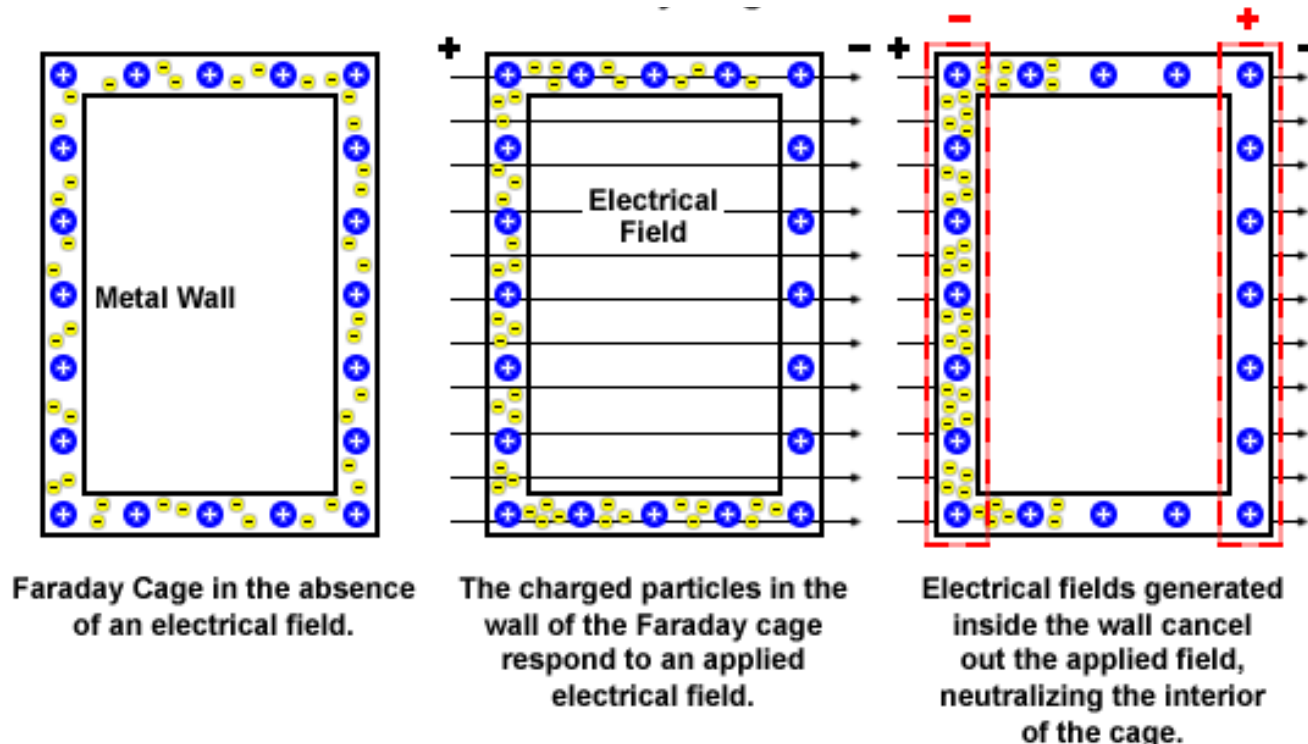 Metal Wall
Electrical
Field
Faraday Cage in the absence
of an electrical field.
The charged particles in the
wall of the Faraday cage
respond to an applied
electrical field.
Electrical fields generated
inside the wall cancel
out the applied field,
neutralizing the interior
of the cage.